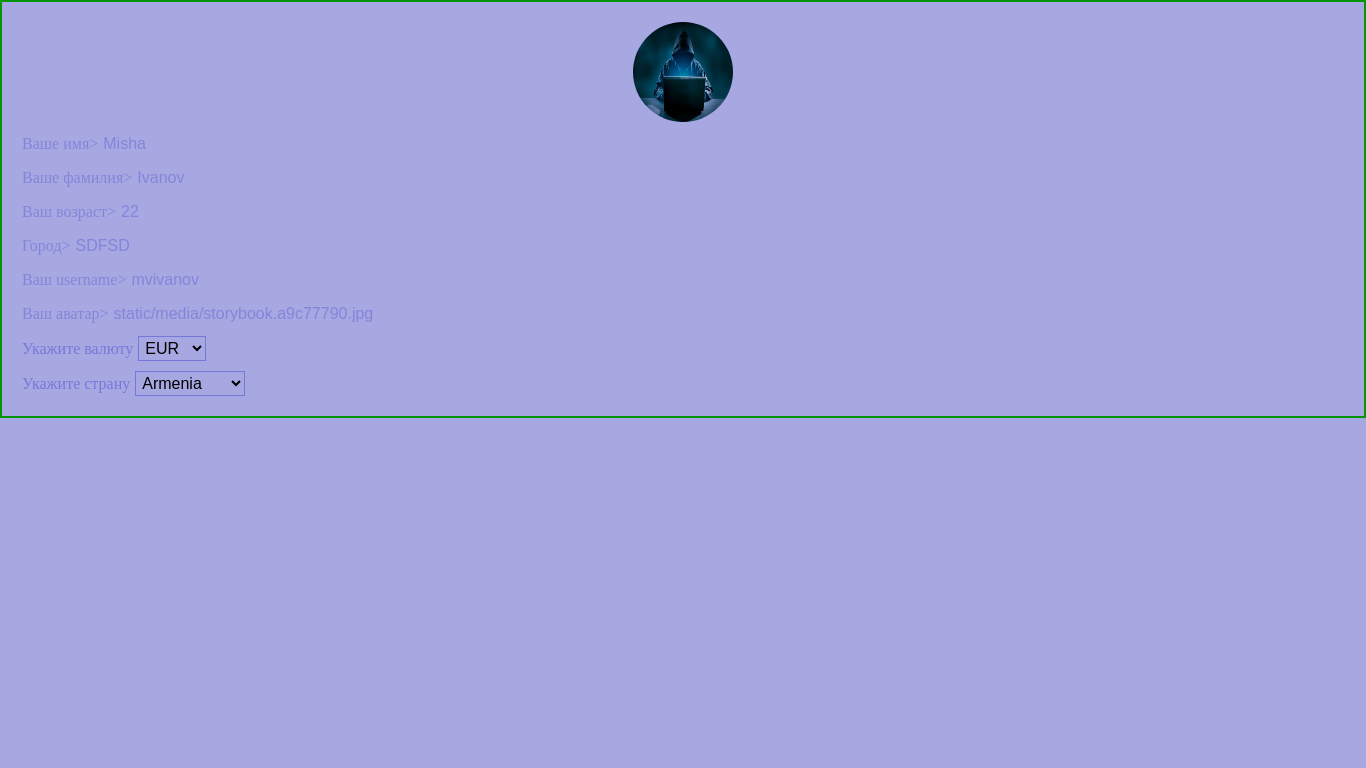 Ваше имя> Misha
Ваше фамилия> Ivanov
Ваш возраст> 22
Город> SDFSD
Ваш username> mvivanov
Ваш аватар> static/media/storybook.a9c77790.jpg
Укажите валюту EUR
Укажите страну Armenia